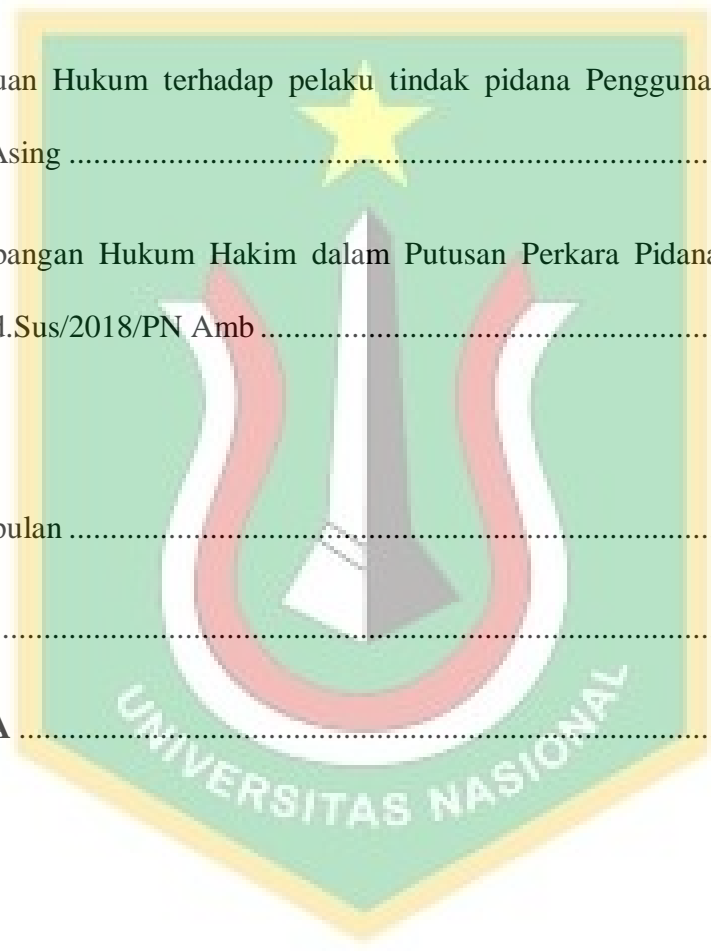 uan Hukum terhadap pelaku tindak pidana Pengguna
Asing ................................................................
bangan Hukum Hakim dalam Putusan Perkara Pidana
d.Sus/2018/PN Amb ................................................
pulan ................................................................
................................................................
A ................................................................
UNIVERSITAS NASIONAL